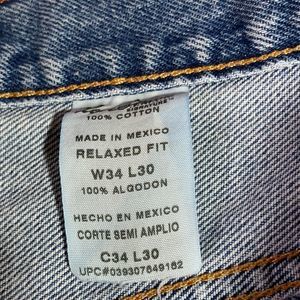 SIGNATURE™
100% COTTON
MADE IN MEXICO
RELAXED FIT
W34 L30
100% ALGODON
HECHO EN MEXICO
CORTE SEMI AMPLIO
C34 L30
UPC#039307649162